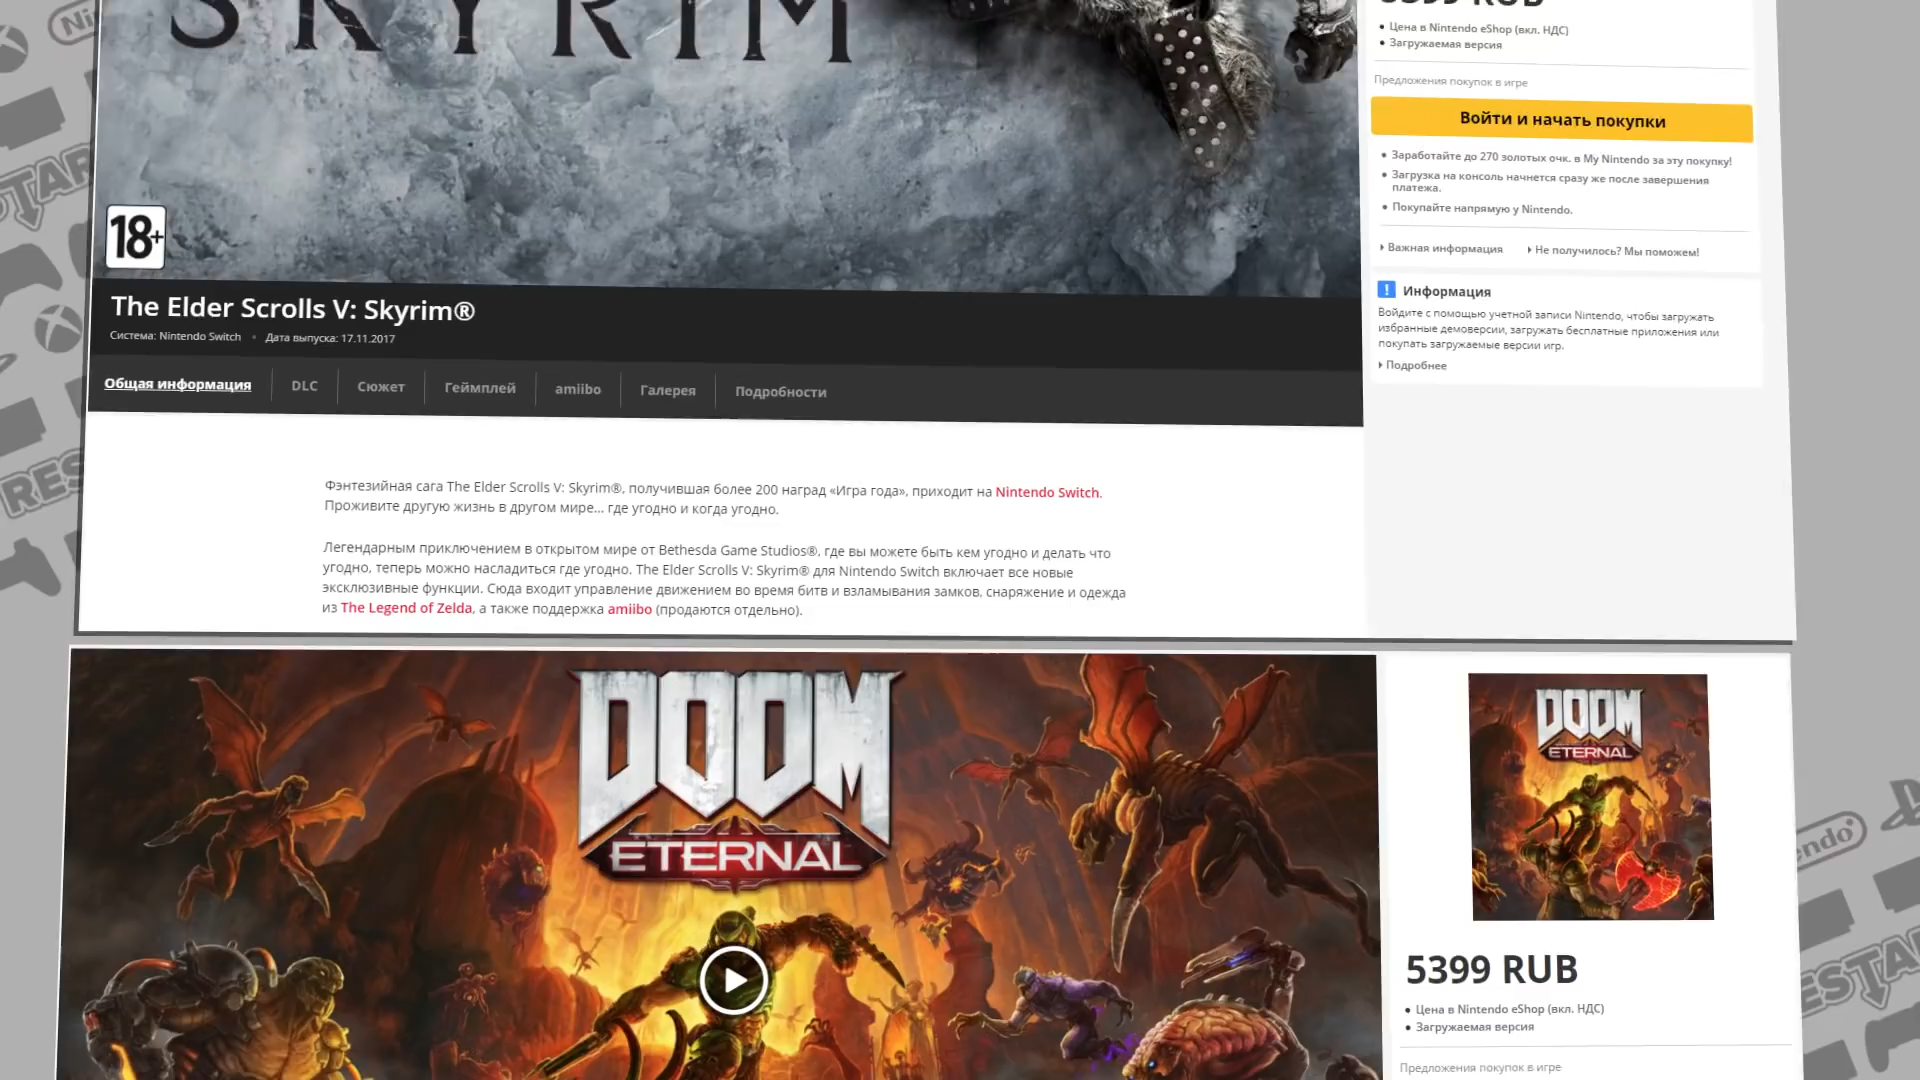 SKYRIM
5399 RUB
Цена в Nintendo eShop (вкл. НДС)
Загружаемая версия
Предложения покупок в игре
Войти и начать покупки
Заработайте до 270 золотых очк. в My Nintendo за эту покупку!
Загрузка на консоль начнется сразу же после завершения
платежа.
Покупайте напрямую у Nintendo.
Важная информация
Не получилось? Мы поможем!
Информация
Войдите с помощью учетной записи Nintendo, чтобы загружать
избранные демоверсии, загружать бесплатные приложения или
покупать загружаемые версии игр.
Подробнее
18+
The Elder Scrolls V: Skyrim®
Система: Nintendo Switch • Дата выпуска: 17.11.2017
Общая информация DLC Сюжет Геймплей amiibo Галерея Подробности
Фэнтезийная сага The Elder Scrolls V: Skyrim®, получившая более 200 наград «Игра года», приходит на Nintendo Switch.
Проживите другую жизнь в другом мире... где угодно и когда угодно.
Легендарным приключением в открытом мире от Bethesda Game Studios®, где вы можете быть кем угодно и делать что
угодно, теперь можно насладиться где угодно. The Elder Scrolls V: Skyrim® для Nintendo Switch включает все новые
эксклюзивные функции. Сюда входит управление движением во время битв и взламывания замков, снаряжение и одежда
из The Legend of Zelda, а также поддержка amiibo (продаются отдельно).
DOOM
ETERNAL
DOOM
ETERNAL
5399 RUB
Цена в Nintendo eShop (вкл. НДС)
Загружаемая версия
Предложения покупок в игре